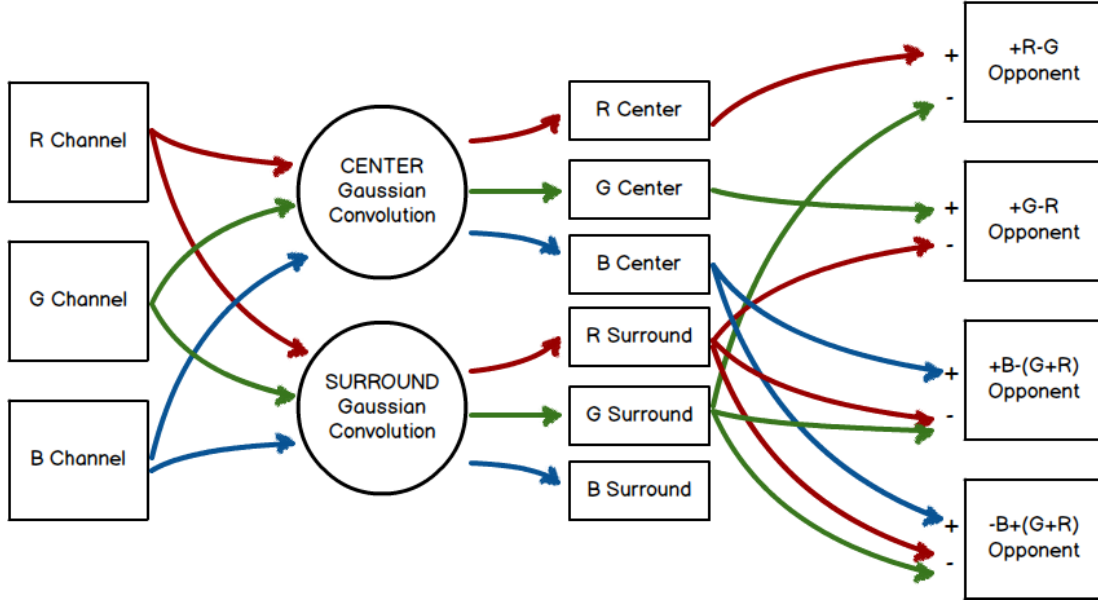 R Channel
G Channel
B Channel
CENTER
Gaussian
Convolution
SURROUND
Gaussian
Convolution
R Center
G Center
B Center
R Surround
G Surround
B Surround
+
-
+R-G
Opponent
+
-
+G-R
Opponent
+
-
+B-(G+R)
Opponent
+
-
-B+(G+R)
Opponent